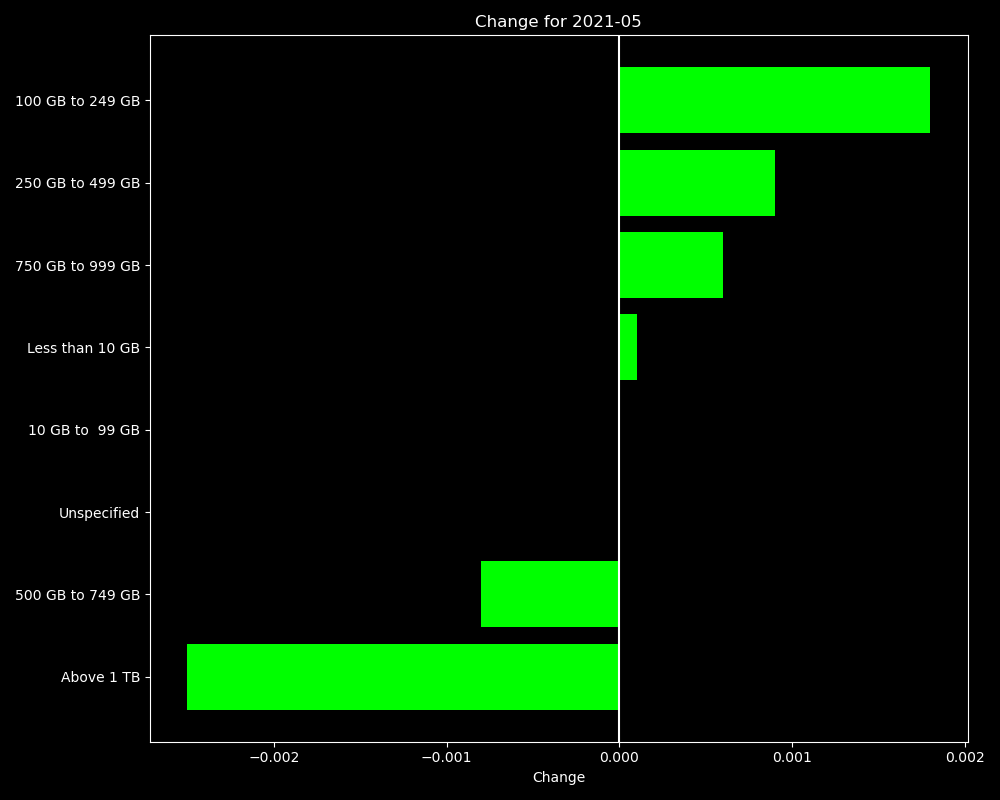 Change for 2021-05
100 GB to 249 GB
250 GB to 499 GB
750 GB to 999 GB
Less than 10 GB
10 GB to  99 GB
Unspecified
500 GB to 749 GB
Above 1 TB
−0.002 −0.001 0.000 0.001 0.002
Change